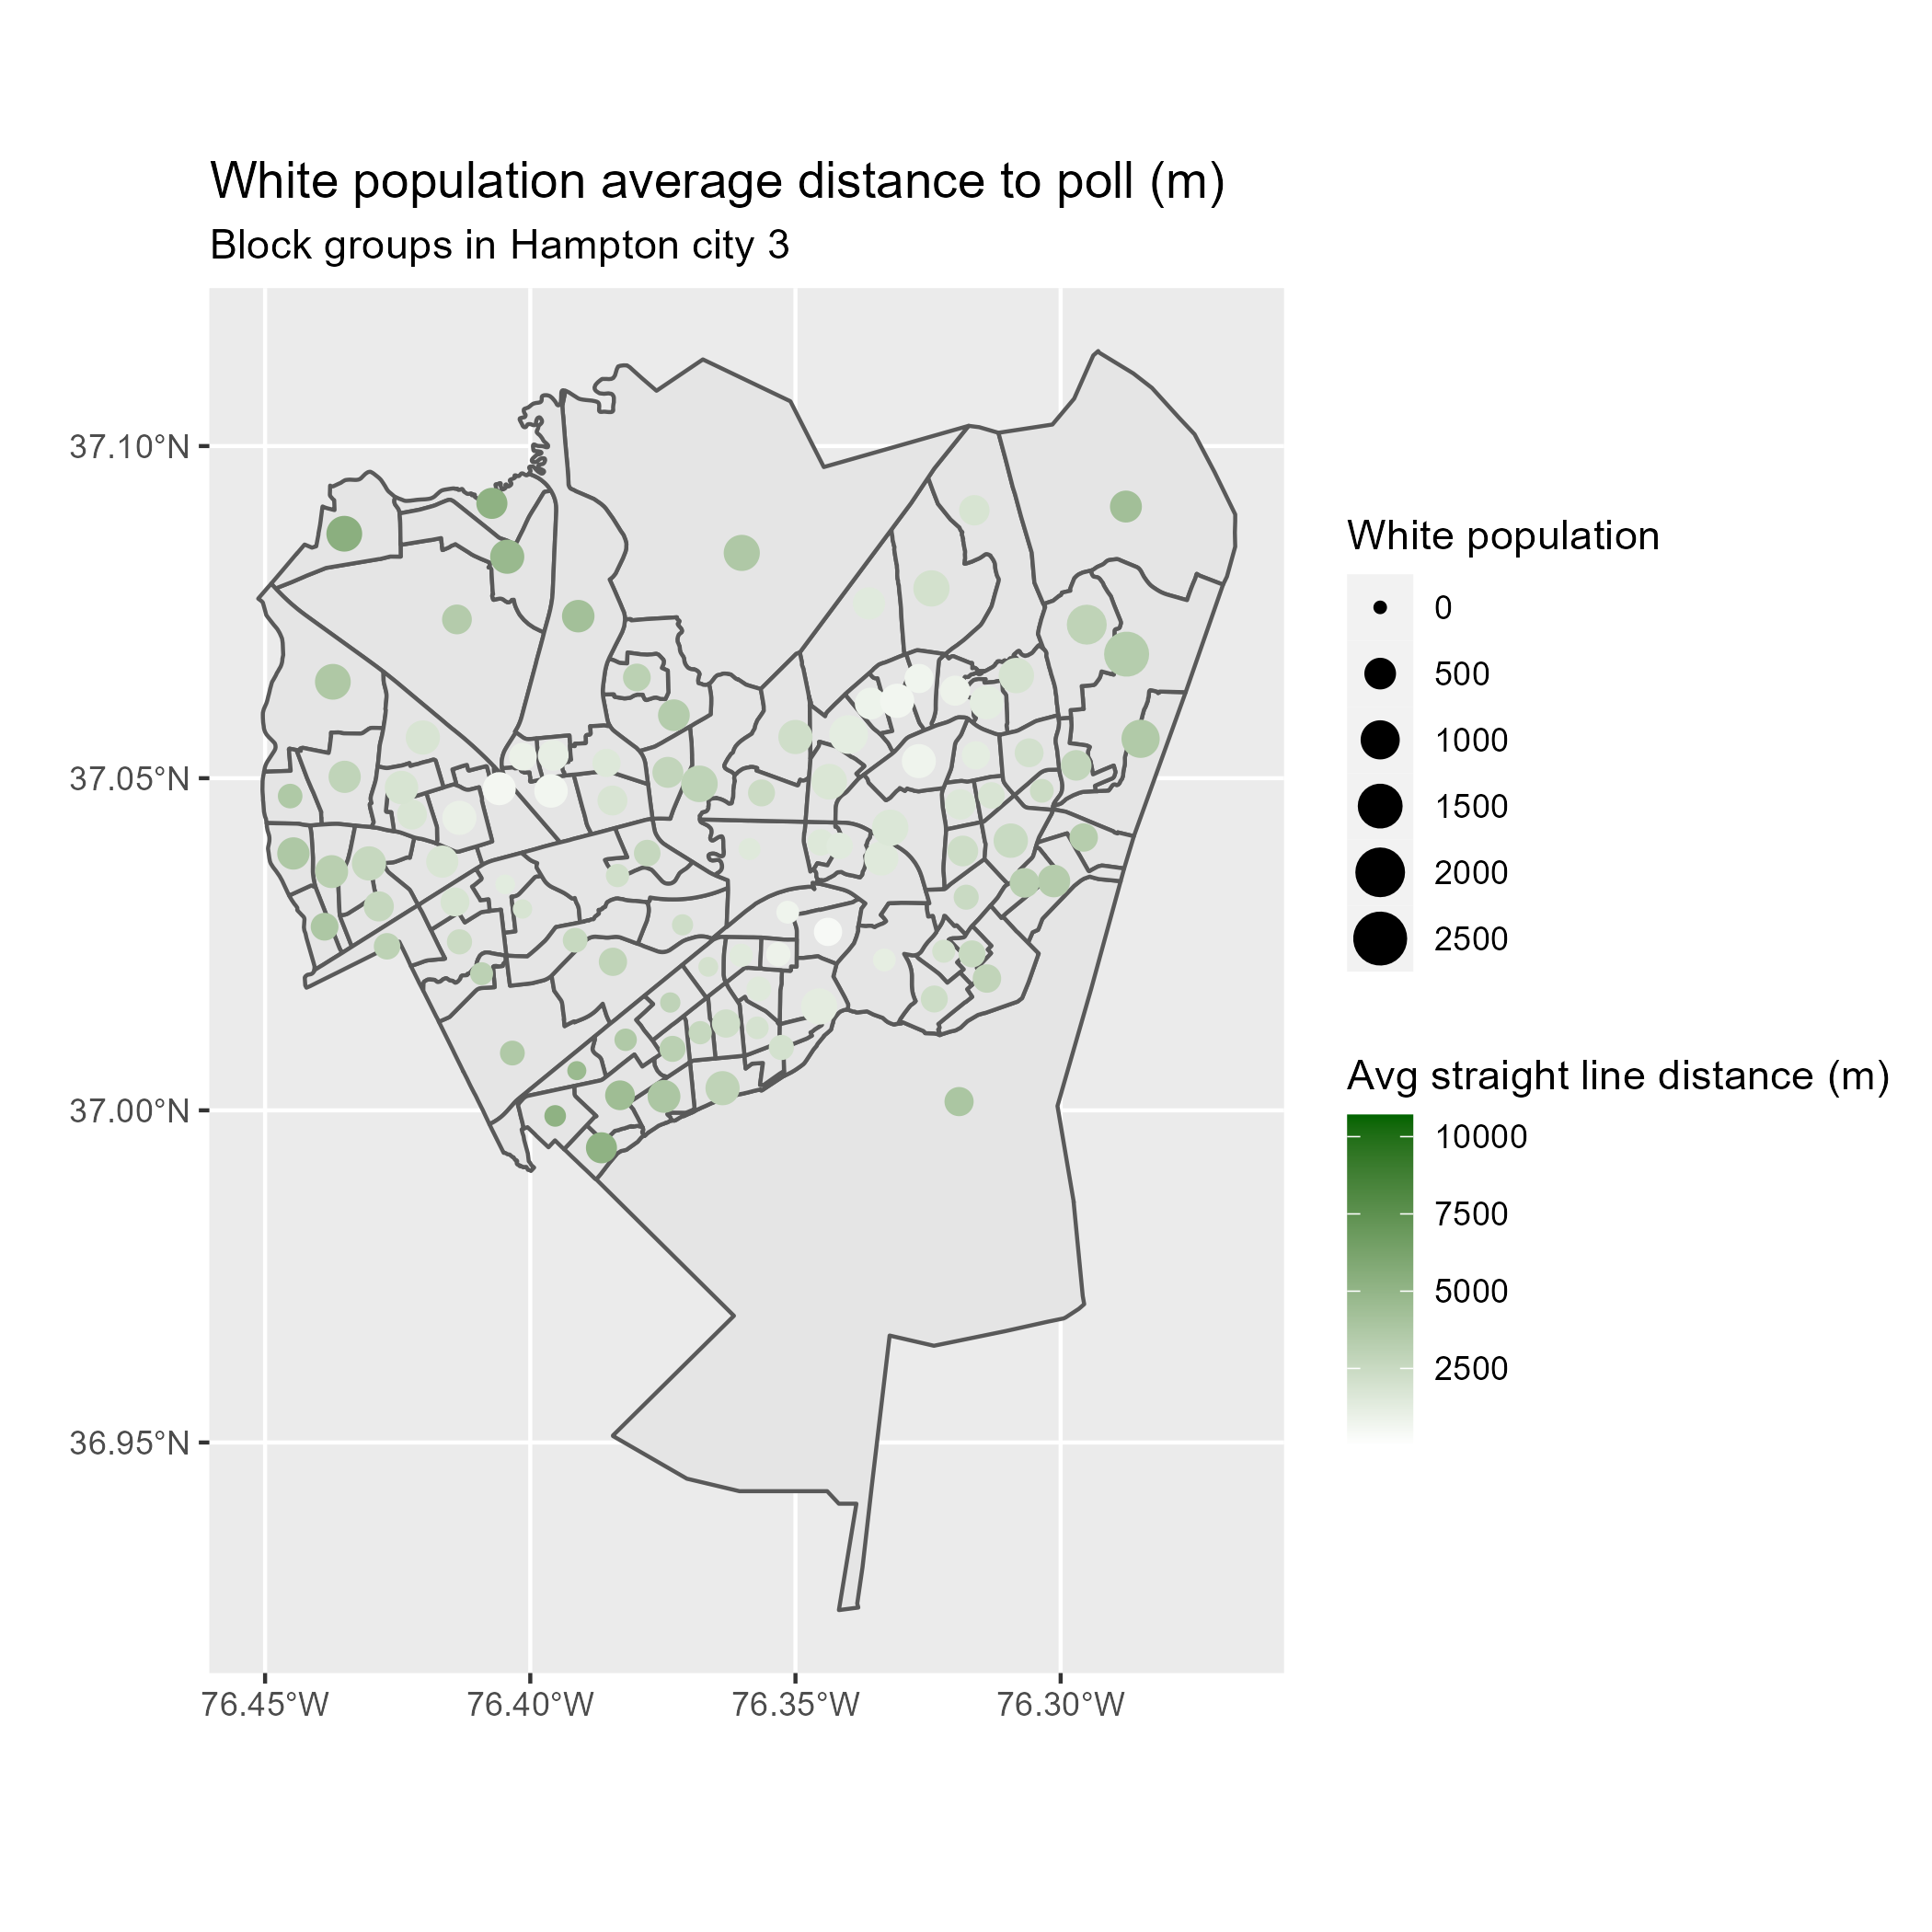 White population average distance to poll (m)
Block groups in Hampton city 3
37.10°N
37.05°N
37.00°N
36.95°N
76.45°W
76.40°W
76.35°W
76.30°W
White population
0
500
1000
1500
2000
2500
Avg straight line distance (m)
10000
7500
5000
2500